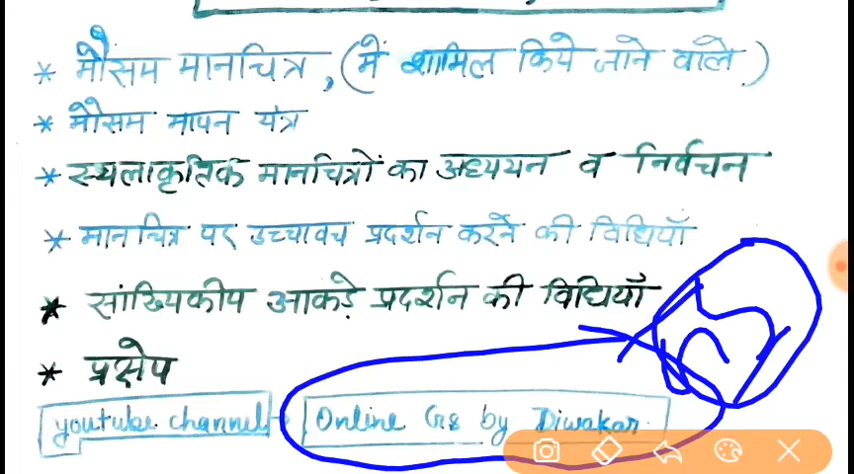 * मौसम मानचित्र, (में शामिल किये जाने वाले)
* मौसम मापन यंत्र
* स्थलाकृतिक मानचित्रों का अध्ययन व निर्वचन
* मानचित्र पर उच्चावच प्रदर्शन करने की विधियाँ
* सांख्यिकीय आकड़े प्रदर्शन की विधियाँ
* प्रक्षेप
youtube channel Online Gs by Diwakar